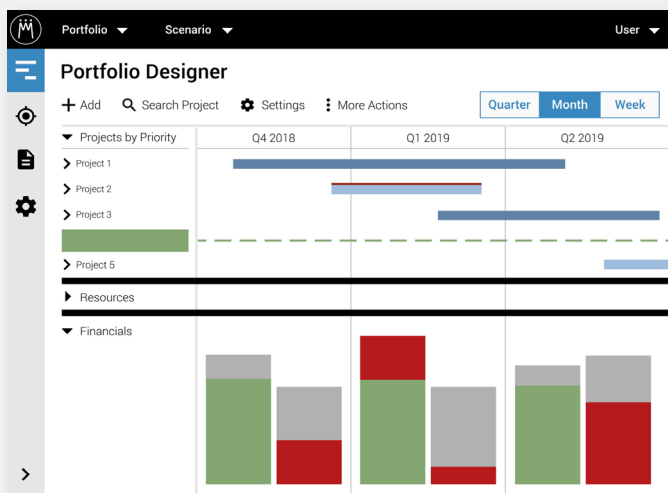 Portfolio Scenario User
Portfolio Designer
Add Search Project Settings More Actions Quarter Month Week
Projects by Priority Q4 2018 Q1 2019 Q2 2019
Project 1
Project 2
Project 3
Project 5
Resources
Financials